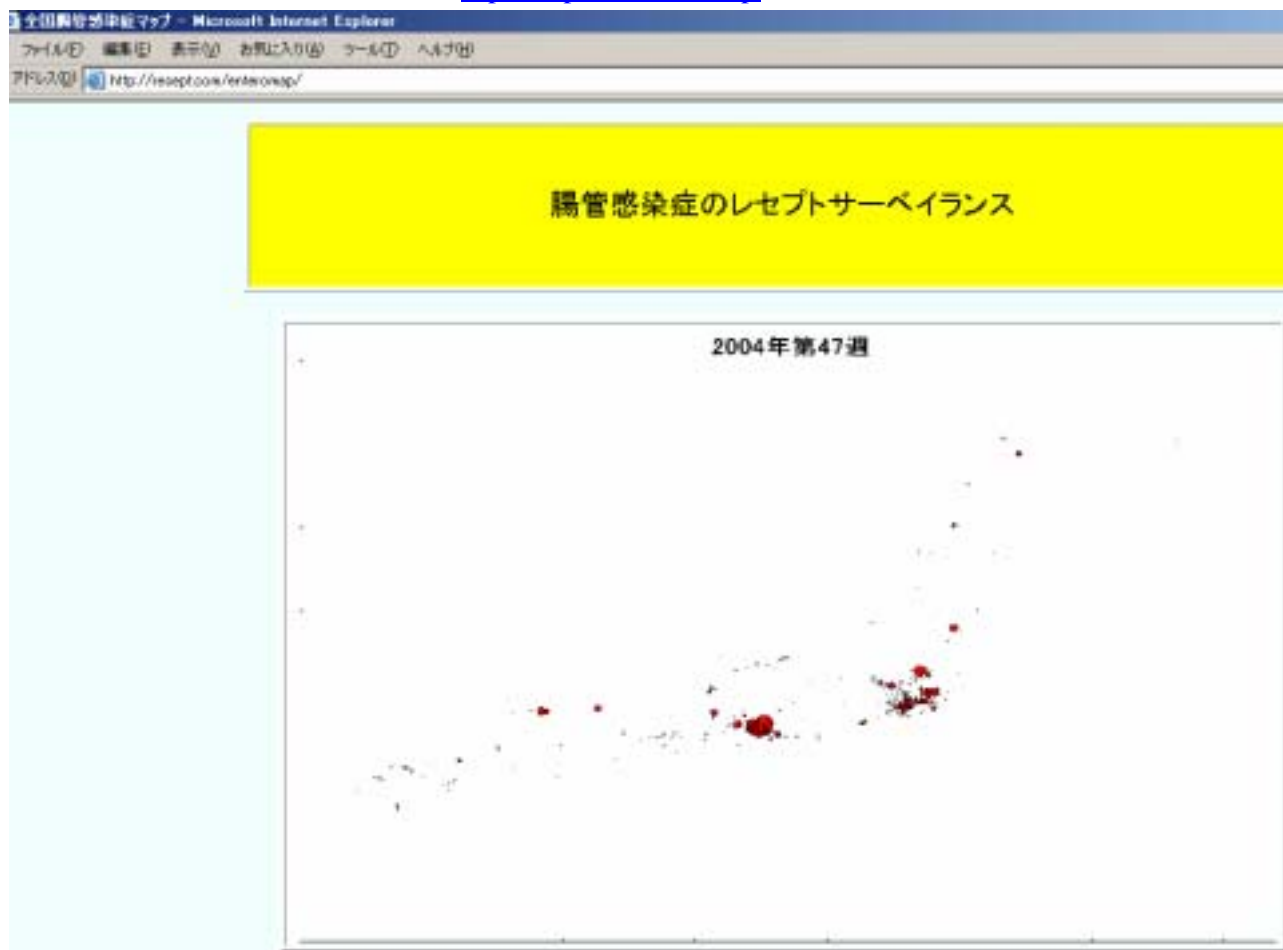 全国腸管感染症マップ - Microsoft Internet Explorer
ファイル(F) 編集(E) 表示(V) お気に入り(A) ツール(T) ヘルプ(H)
アドレス(D) http://resept.com/enteromap/
腸管感染症のレセプトサーベイランス
2004年第47週